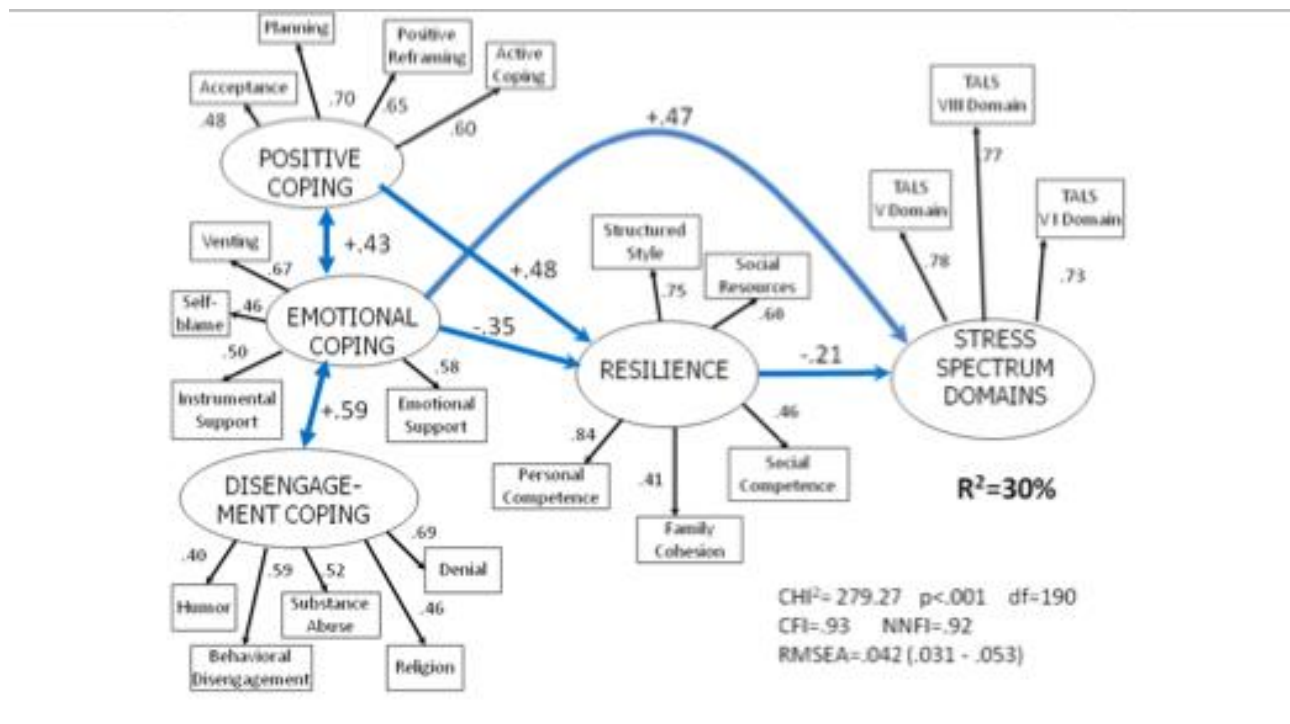 Planning
Positive
Reframing
Active
Coping
Acceptance
.48
.70
.65
.60
POSITIVE
COPING
+.47
TALS
VIII Domain
.77
TALS
V Domain
.78
TALS
VI Domain
.73
Venting
.67
+.43
+.48
Structured
Style
.75
Social
Resources
.60
Self-
blame
.46
EMOTIONAL
COPING
-.35
.50
.58
Instrumental
Support
Emotional
Support
+.59
RESILIENCE
-.21
STRESS
SPECTRUM
DOMAINS
.84
.41
.46
Personal
Competence
Family
Cohesion
Social
Competence
R²=30%
DISENGAGE-
MENT COPING
.40
.59
.52
.69
.46
Humor
Behavioral
Disengagement
Substance
Abuse
Denial
Religion
CHI²= 279.27 p<.001 df=190
CFI=.93 NNFI=.92
RMSEA=.042 (.031 - .053)